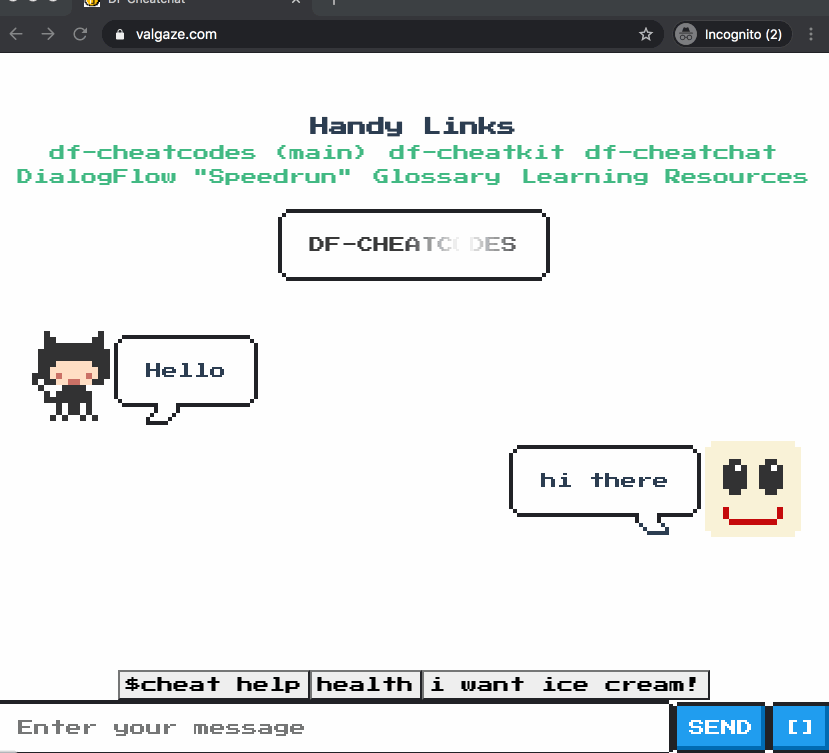 DF-Cheatchat
valgaze.com
Incognito (2)
Handy Links
df-cheatcodes (main) df-cheatkit df-cheatchat
DialogFlow "Speedrun" Glossary Learning Resources
DF-CHEATCODES
Hello
hi there
$cheat help health i want ice cream!
Enter your message SEND []